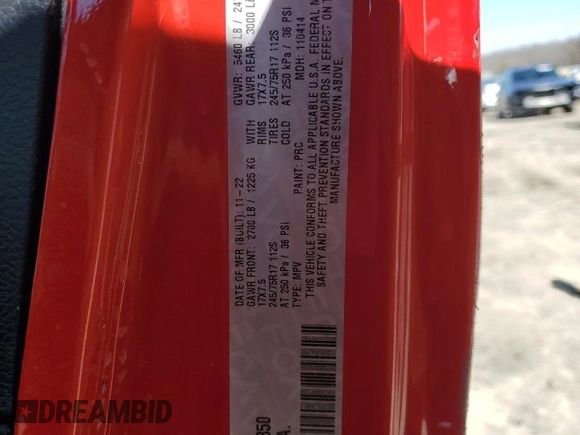 DATE OF MFR (BUILT): 11-22 GVWR: 5460 LB /
GAWR FRONT: 2700 LB / 1225 KG WITH GAWR REAR: 3000 LB
17X7.5 RIMS 17X7.5
245/75R17 112S TIRES 245/75R17 112S
AT 250 kPa / 36 PSI COLD AT 250 kPa / 36 PSI
TYPE: MPV PAINT: PRC MDH: 110414
THIS VEHICLE CONFORMS TO ALL APPLICABLE U.S.A. FEDERAL
SAFETY AND THEFT PREVENTION STANDARDS IN EFFECT ON
MANUFACTURE SHOWN ABOVE.
DREAMBID